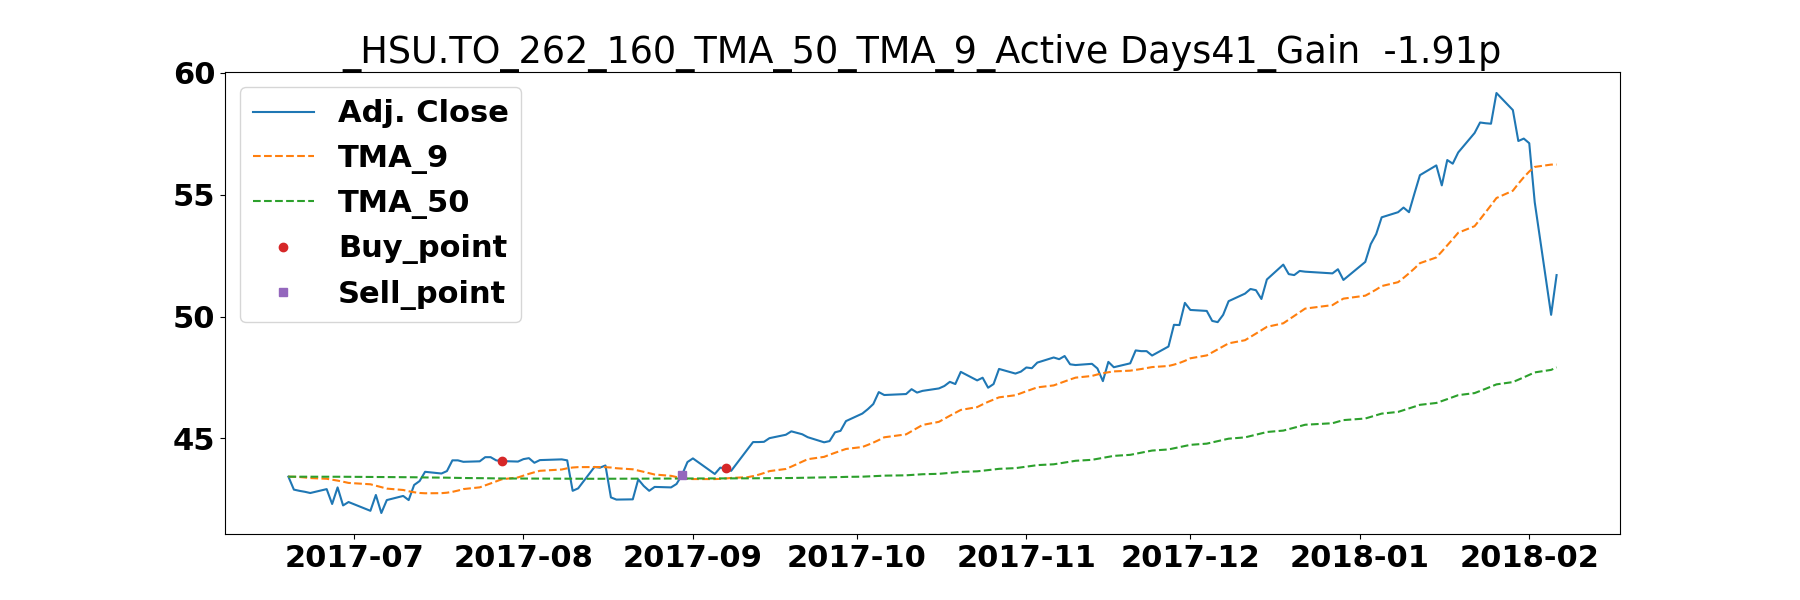 _HSU.TO_262_160_TMA_50_TMA_9_Active Days41_Gain  -1.91p
60
55
50
45
Adj. Close
TMA_9
TMA_50
Buy_point
Sell_point
2017-07 2017-08 2017-09 2017-10 2017-11 2017-12 2018-01 2018-02